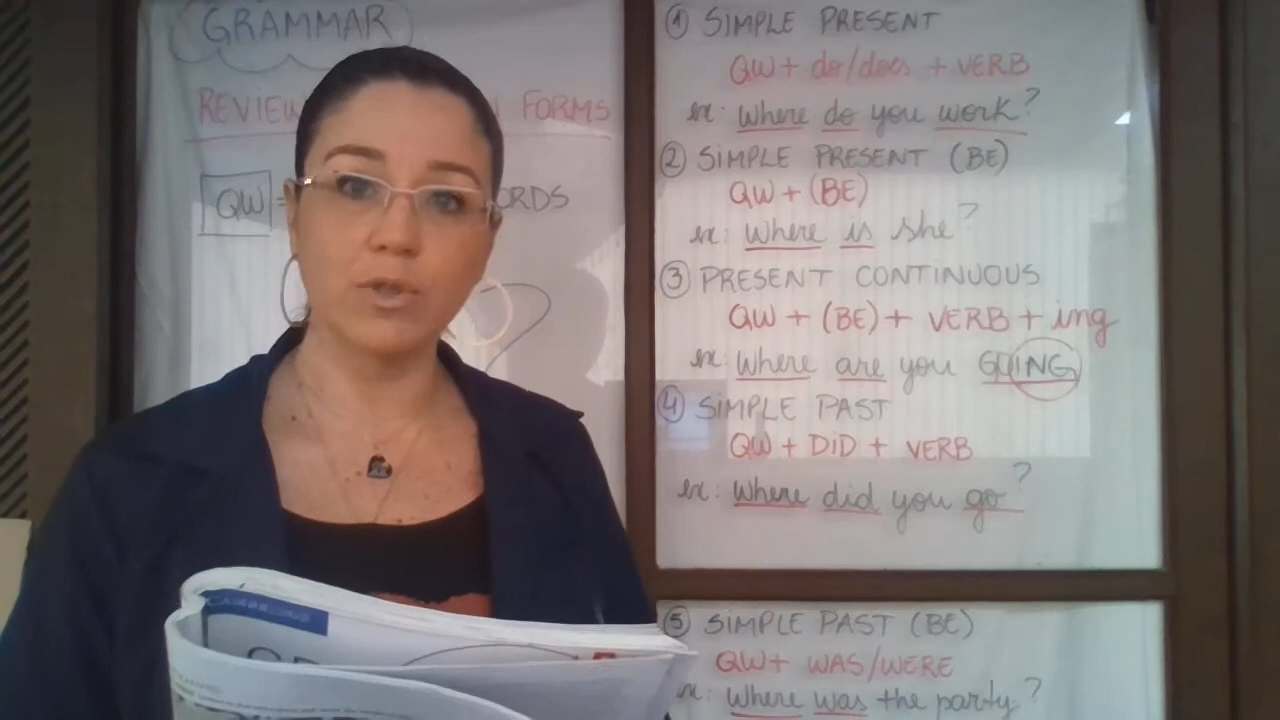 GRAMMAR
REVIEW FORMS
QW =
① SIMPLE PRESENT
QW + do/does + VERB
ex: Where do you work?
② SIMPLE PRESENT (BE)
QW + (BE)
ex: Where is she?
③ PRESENT CONTINUOUS
QW + (BE) + VERB + ing
ex: Where are you GOING
④ SIMPLE PAST
QW + DID + VERB
ex: Where did you go?
⑤ SIMPLE PAST (BE)
QW + WAS/WERE
ex: Where was the party?